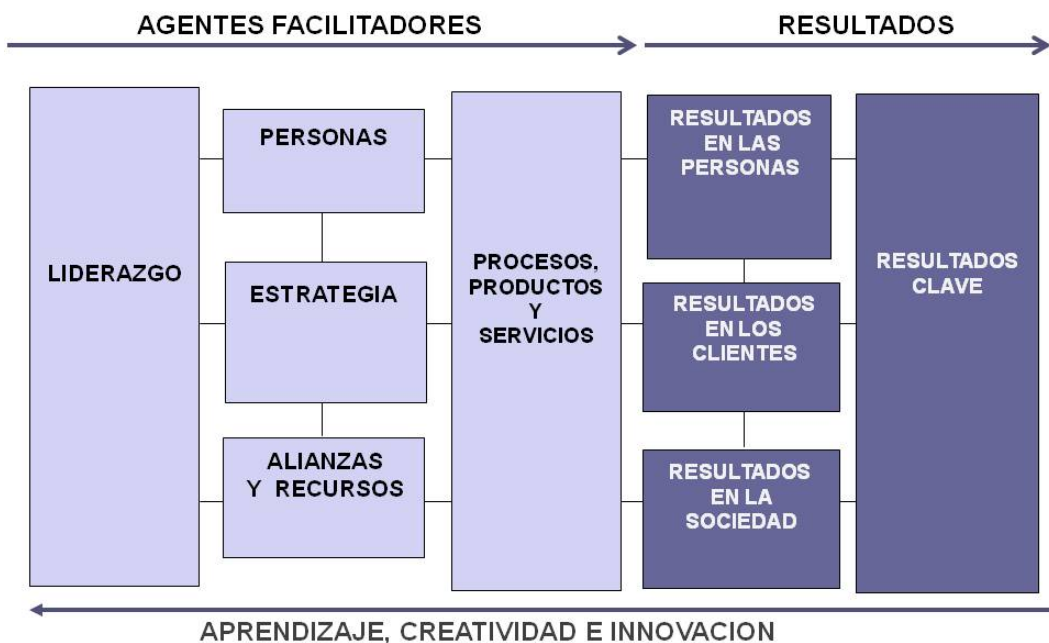 AGENTES FACILITADORES
RESULTADOS
LIDERAZGO
PERSONAS
ESTRATEGIA
ALIANZAS
Y RECURSOS
PROCESOS,
PRODUCTOS
Y
SERVICIOS
RESULTADOS
EN LAS
PERSONAS
RESULTADOS
EN LOS
CLIENTES
RESULTADOS
EN LA
SOCIEDAD
RESULTADOS
CLAVE
APRENDIZAJE, CREATIVIDAD E INNOVACION